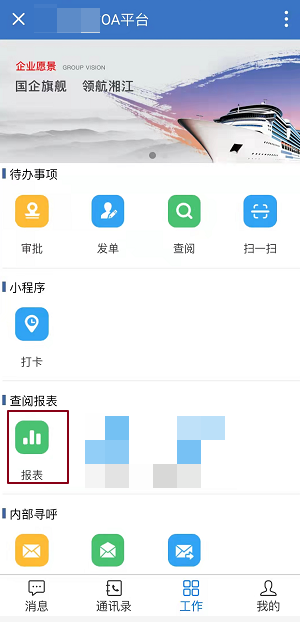 OA平台
企业愿景 GROUP VISION
国企旗舰 领航湘江
待办事项
审批 发单 查阅 扫一扫
小程序
打卡
查阅报表
报表
内部寻呼
消息 通讯录 工作 我的